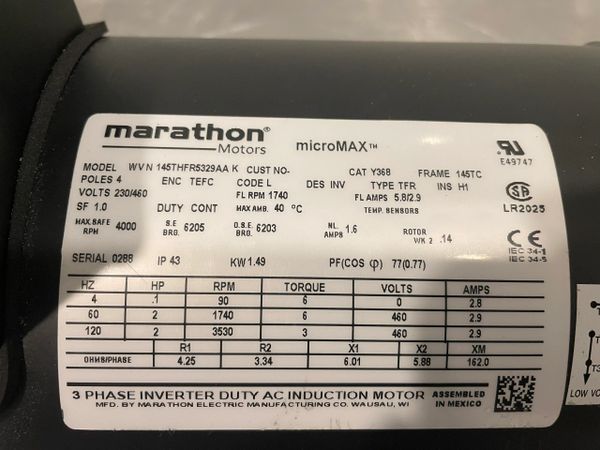 marathon®
Motors
microMAX™
E49747
MODEL WVN 145THFR5329AA K CUST NO- CAT Y368 FRAME 145TC
POLES 4 ENC TEFC CODE L DES INV TYPE TFR INS H1
VOLTS 230/460 FL RPM 1740 FL AMPS 5.8/2.9
SF 1.0 DUTY CONT MAX AMB. 40 °C TEMP. SENSORS
LR2025
MAX.SAFE RPM 4000 S.E BRG. 6205 O.S.E BRG. 6203 NL AMPS 1.6 ROTOR WK 2 .14
CE
IEC 34-1
IEC 34-5
SERIAL 0288 IP 43 KW 1.49 PF(COS φ) 77(0.77)
HZ HP RPM TORQUE VOLTS AMPS
4 .1 90 6 0 2.8
60 2 1740 6 460 2.9
120 2 3530 3 460 2.9
R1 R2 X1 X2 XM
OHMS/PHASE 4.25 3.34 6.01 5.88 162.0
3 PHASE INVERTER DUTY AC INDUCTION MOTOR
MFG. BY MARATHON ELECTRIC MANUFACTURING CO. WAUSAU, WI
ASSEMBLED
IN MEXICO
T3
LOW